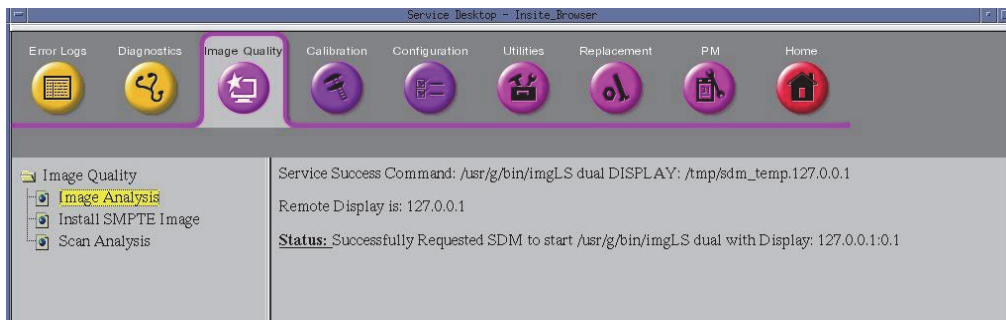 Service Desktop - Insite_Browser
Error Logs Diagnostics Image Quality Calibration Configuration Utilities Replacement PM Home
Image Quality
Image Analysis
Install SMPTE Image
Scan Analysis
Service Success Command: /usr/g/bin/imgLS dual DISPLAY: /tmp/sdm_temp.127.0.0.1
Remote Display is: 127.0.0.1
Status: Successfully Requested SDM to start /usr/g/bin/imgLS dual with Display: 127.0.0.1:0.1